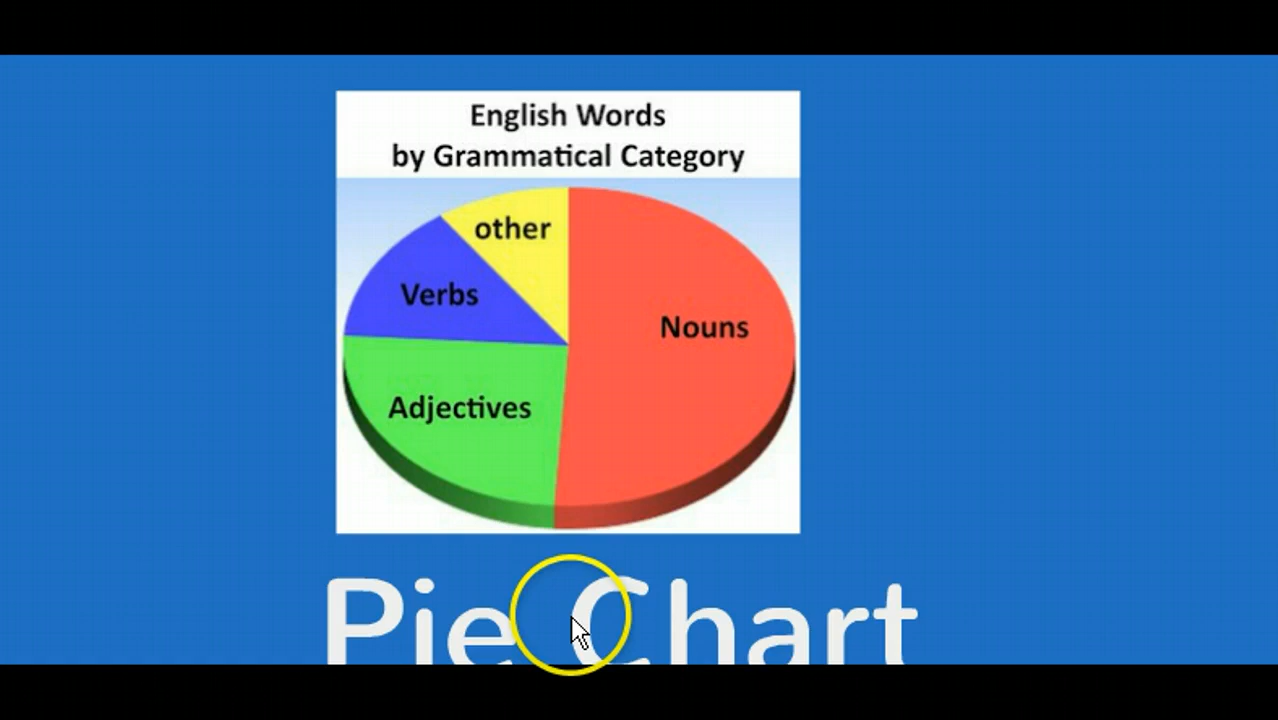 English Words
by Grammatical Category
other
Verbs
Nouns
Adjectives
Pie Chart